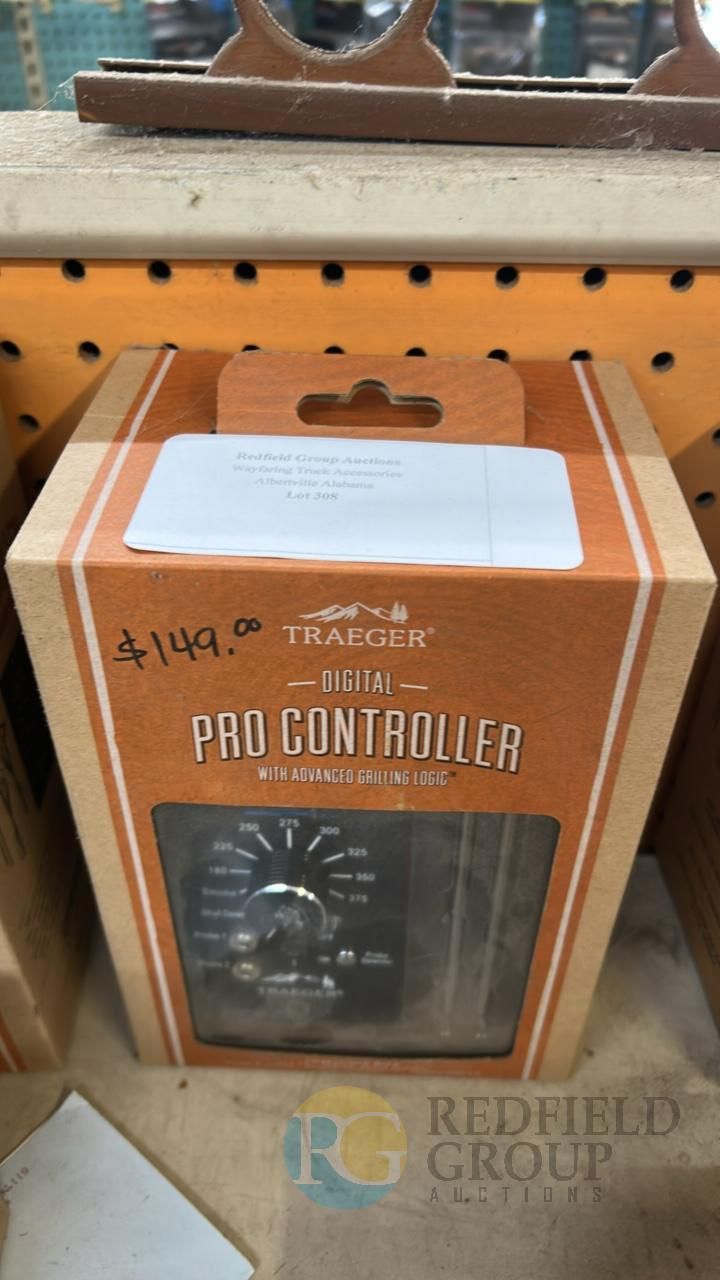 Redfield Group Auctions
Wayfaring Truck Accessories
Albertville Alabama
Lot 308
$149.00
TRAEGER®
DIGITAL
PRO CONTROLLER
WITH ADVANCED GRILLING LOGIC™
275
250
300
225
325
180
350
Smoke
375
Shut Down
Probe 1
Probe 2
Probe
TRAEGER®
RG
REDFIELD
GROUP
AUCTIONS